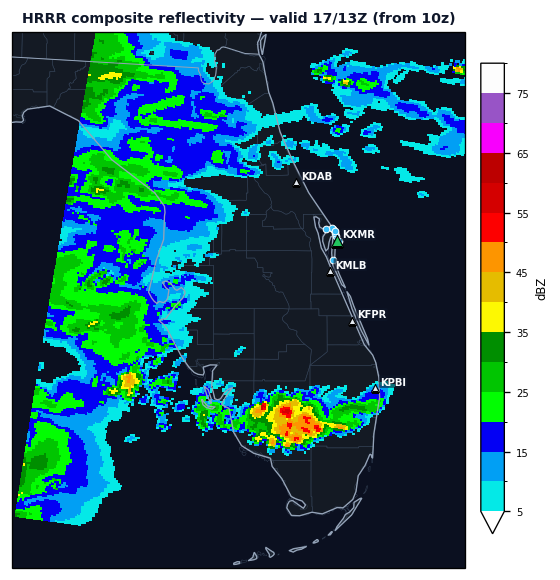 HRRR composite reflectivity — valid 17/13Z (from 10z)
75
65
55
45
35
25
15
5
dBZ
KDAB
KXMR
KMLB
KFPR
KPBI